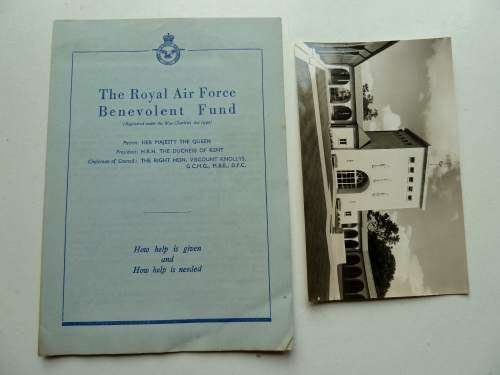 The Royal Air Force
Benevolent Fund
(Registered under the War Charities Act 1940)
Patron: HER MAJESTY THE QUEEN
President: H.R.H. THE DUCHESS OF KENT
Chairman of Council: THE RIGHT HON. VISCOUNT KNOLLYS,
G.C.M.G., M.B.E., D.F.C.
How help is given
and
How help is needed